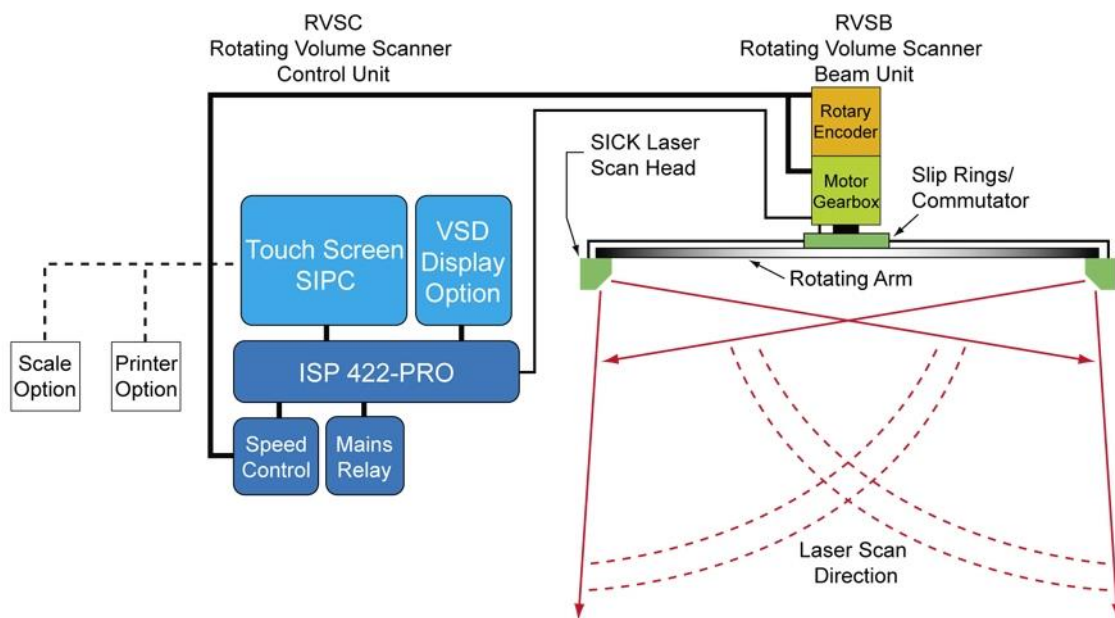 RVSC
Rotating Volume Scanner
Control Unit
RVSB
Rotating Volume Scanner
Beam Unit
Rotary
Encoder
SICK Laser
Scan Head
Motor
Gearbox
Slip Rings/
Commutator
Touch Screen
SIPC
VSD
Display
Option
Rotating Arm
Scale
Option
Printer
Option
ISP 422-PRO
Speed
Control
Mains
Relay
Laser Scan
Direction